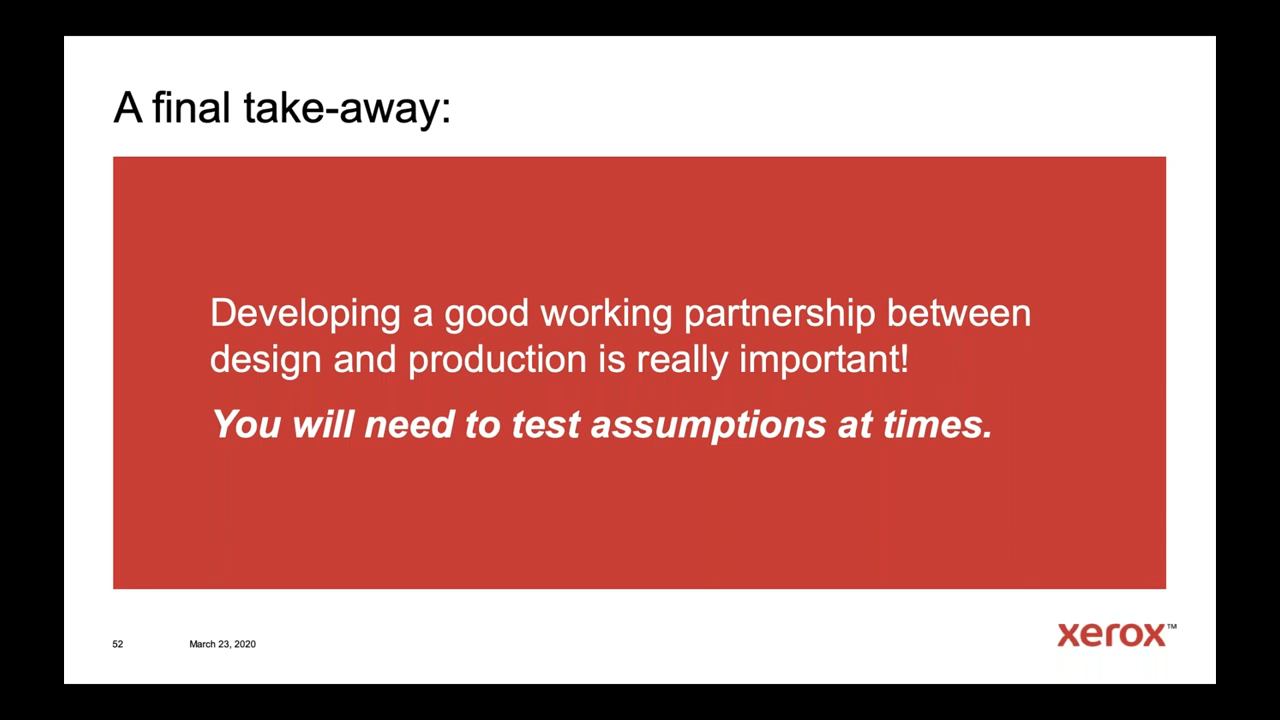 A final take-away:
Developing a good working partnership between
design and production is really important!
You will need to test assumptions at times.
52 March 23, 2020
xerox™